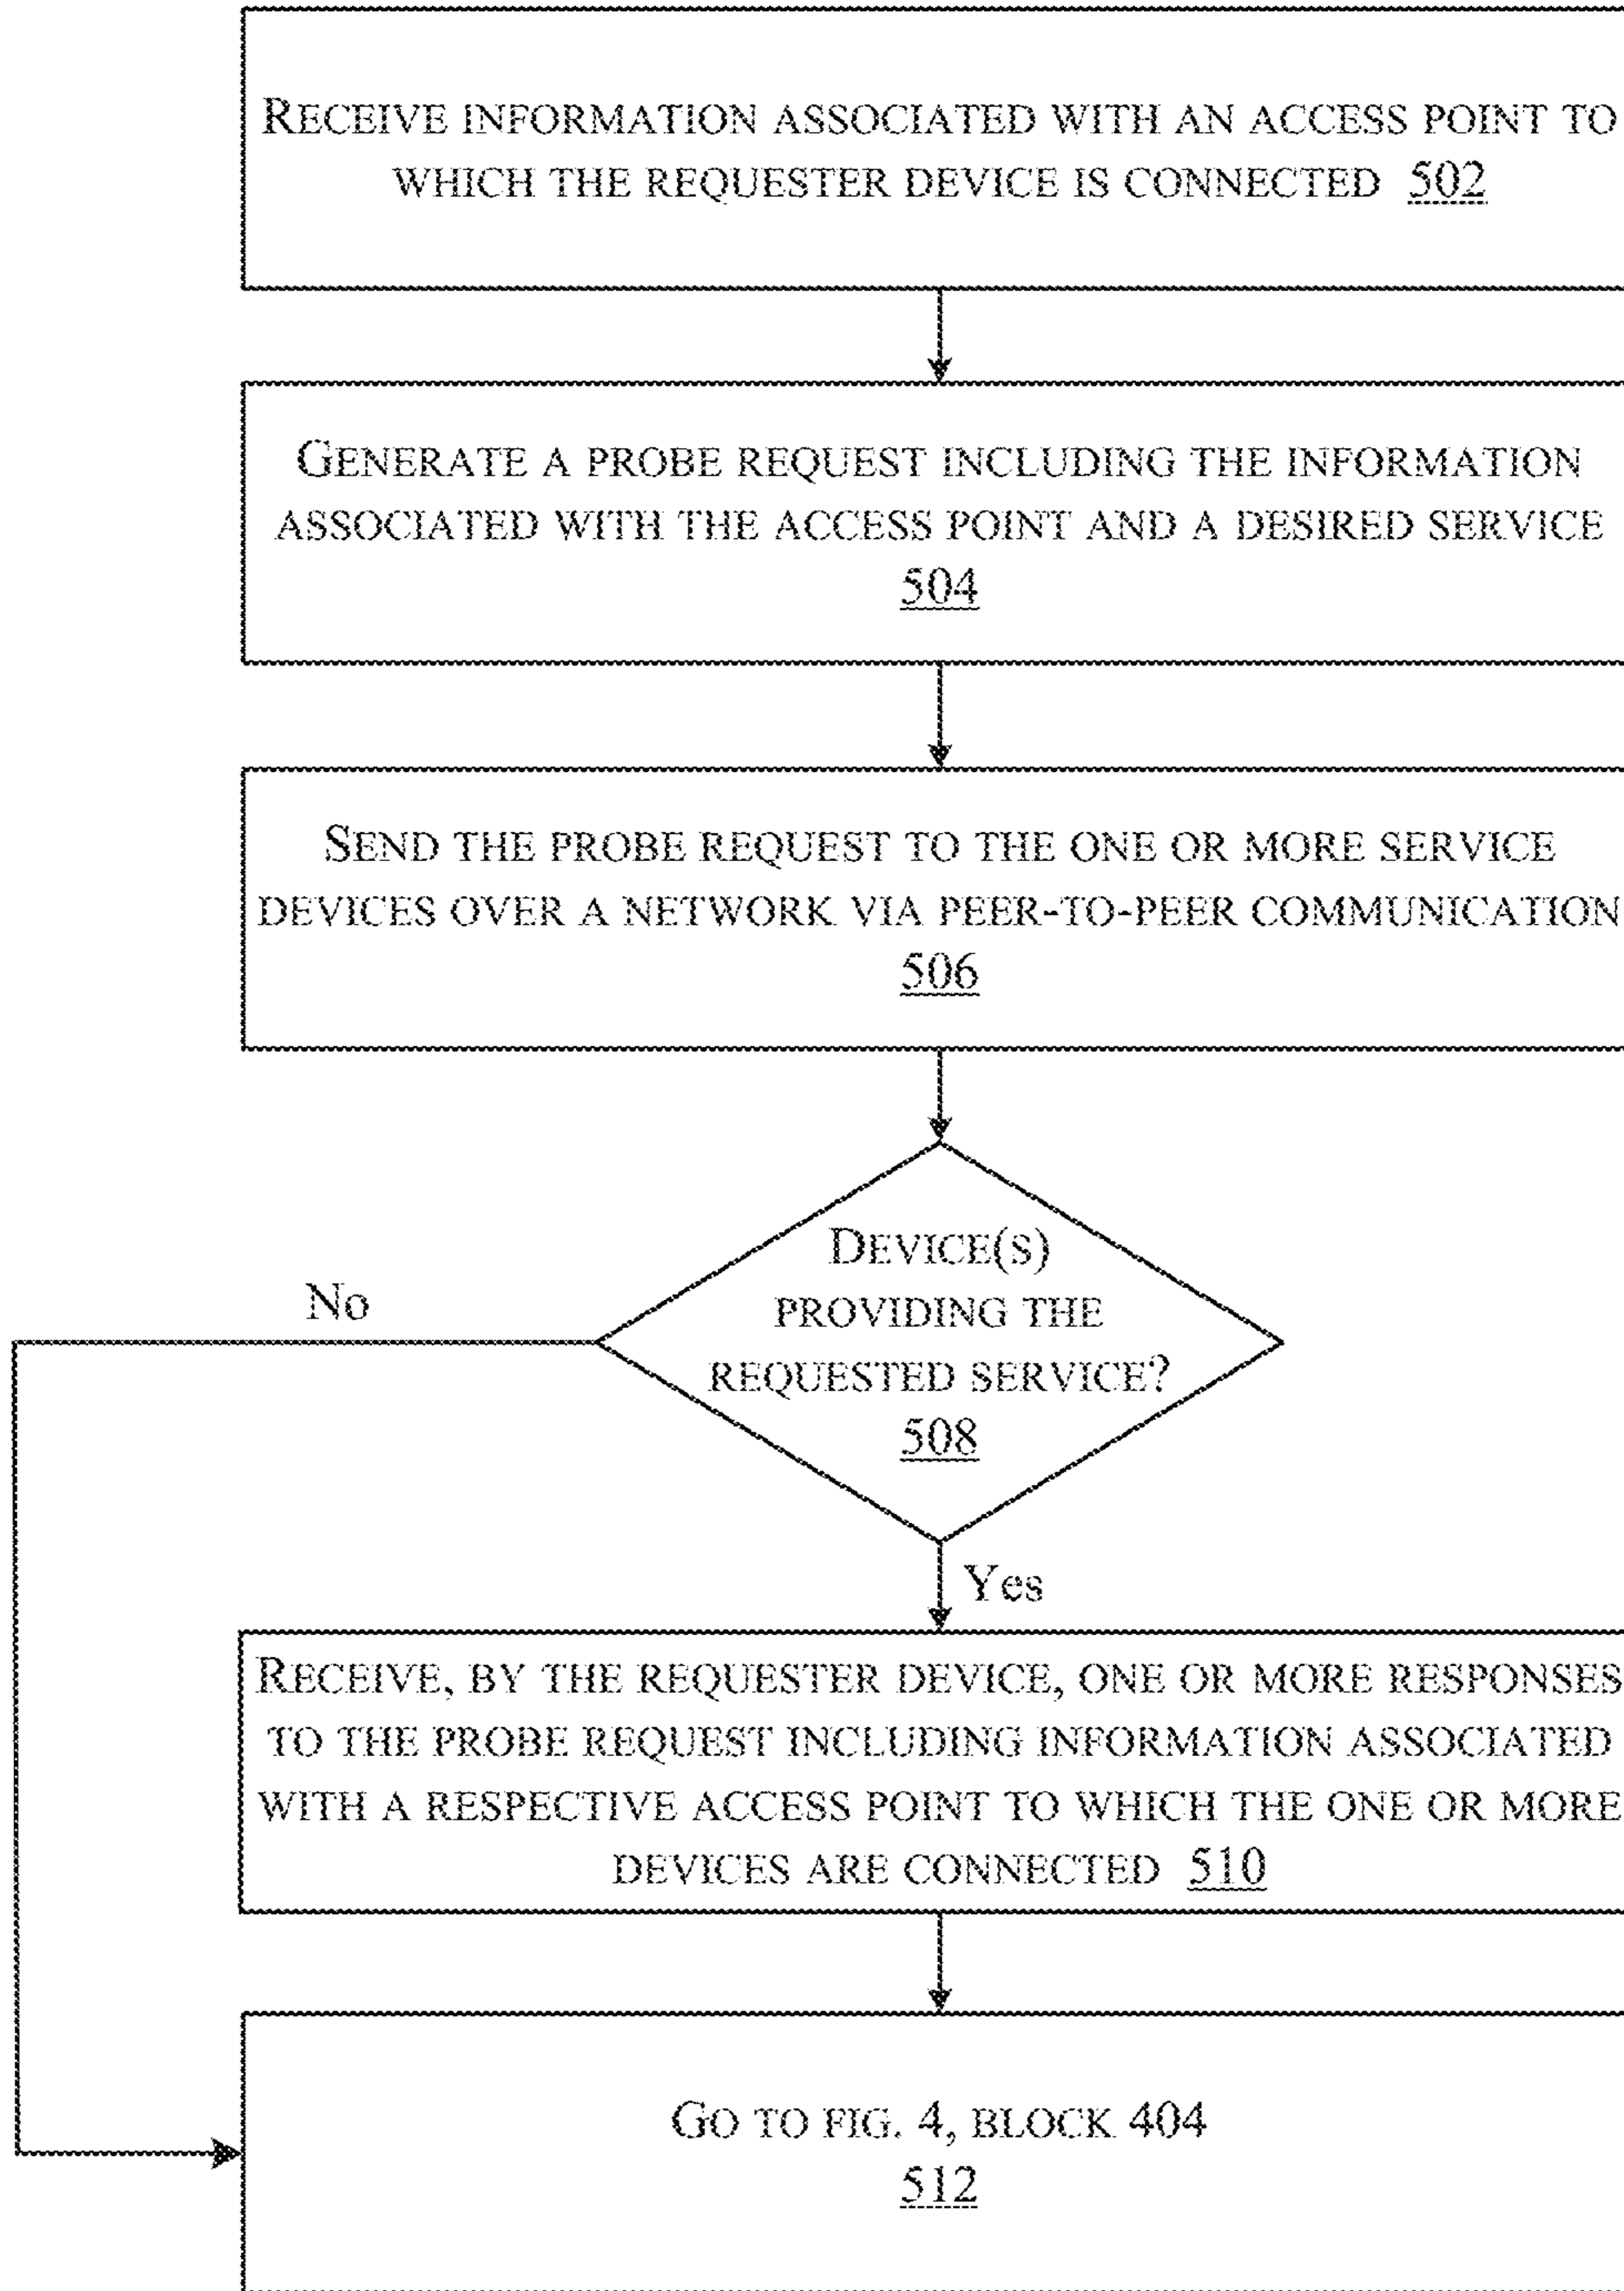 RECEIVE INFORMATION ASSOCIATED WITH AN ACCESS POINT TO
WHICH THE REQUESTER DEVICE IS CONNECTED 502
GENERATE A PROBE REQUEST INCLUDING THE INFORMATION
ASSOCIATED WITH THE ACCESS POINT AND A DESIRED SERVICE
504
SEND THE PROBE REQUEST TO THE ONE OR MORE SERVICE
DEVICES OVER A NETWORK VIA PEER-TO-PEER COMMUNICATION
506
DEVICE(S)
PROVIDING THE
REQUESTED SERVICE?
508
No
Yes
RECEIVE, BY THE REQUESTER DEVICE, ONE OR MORE RESPONSES
TO THE PROBE REQUEST INCLUDING INFORMATION ASSOCIATED
WITH A RESPECTIVE ACCESS POINT TO WHICH THE ONE OR MORE
DEVICES ARE CONNECTED 510
GO TO FIG. 4, BLOCK 404
512